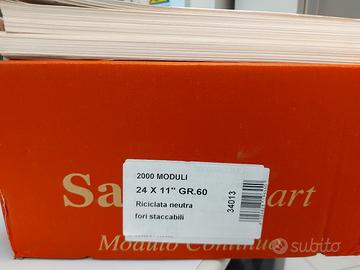 2000 MODULI
24 X 11" GR.60
Riciclata neutra
fori staccabili
34013
Modulo Continuo
subito